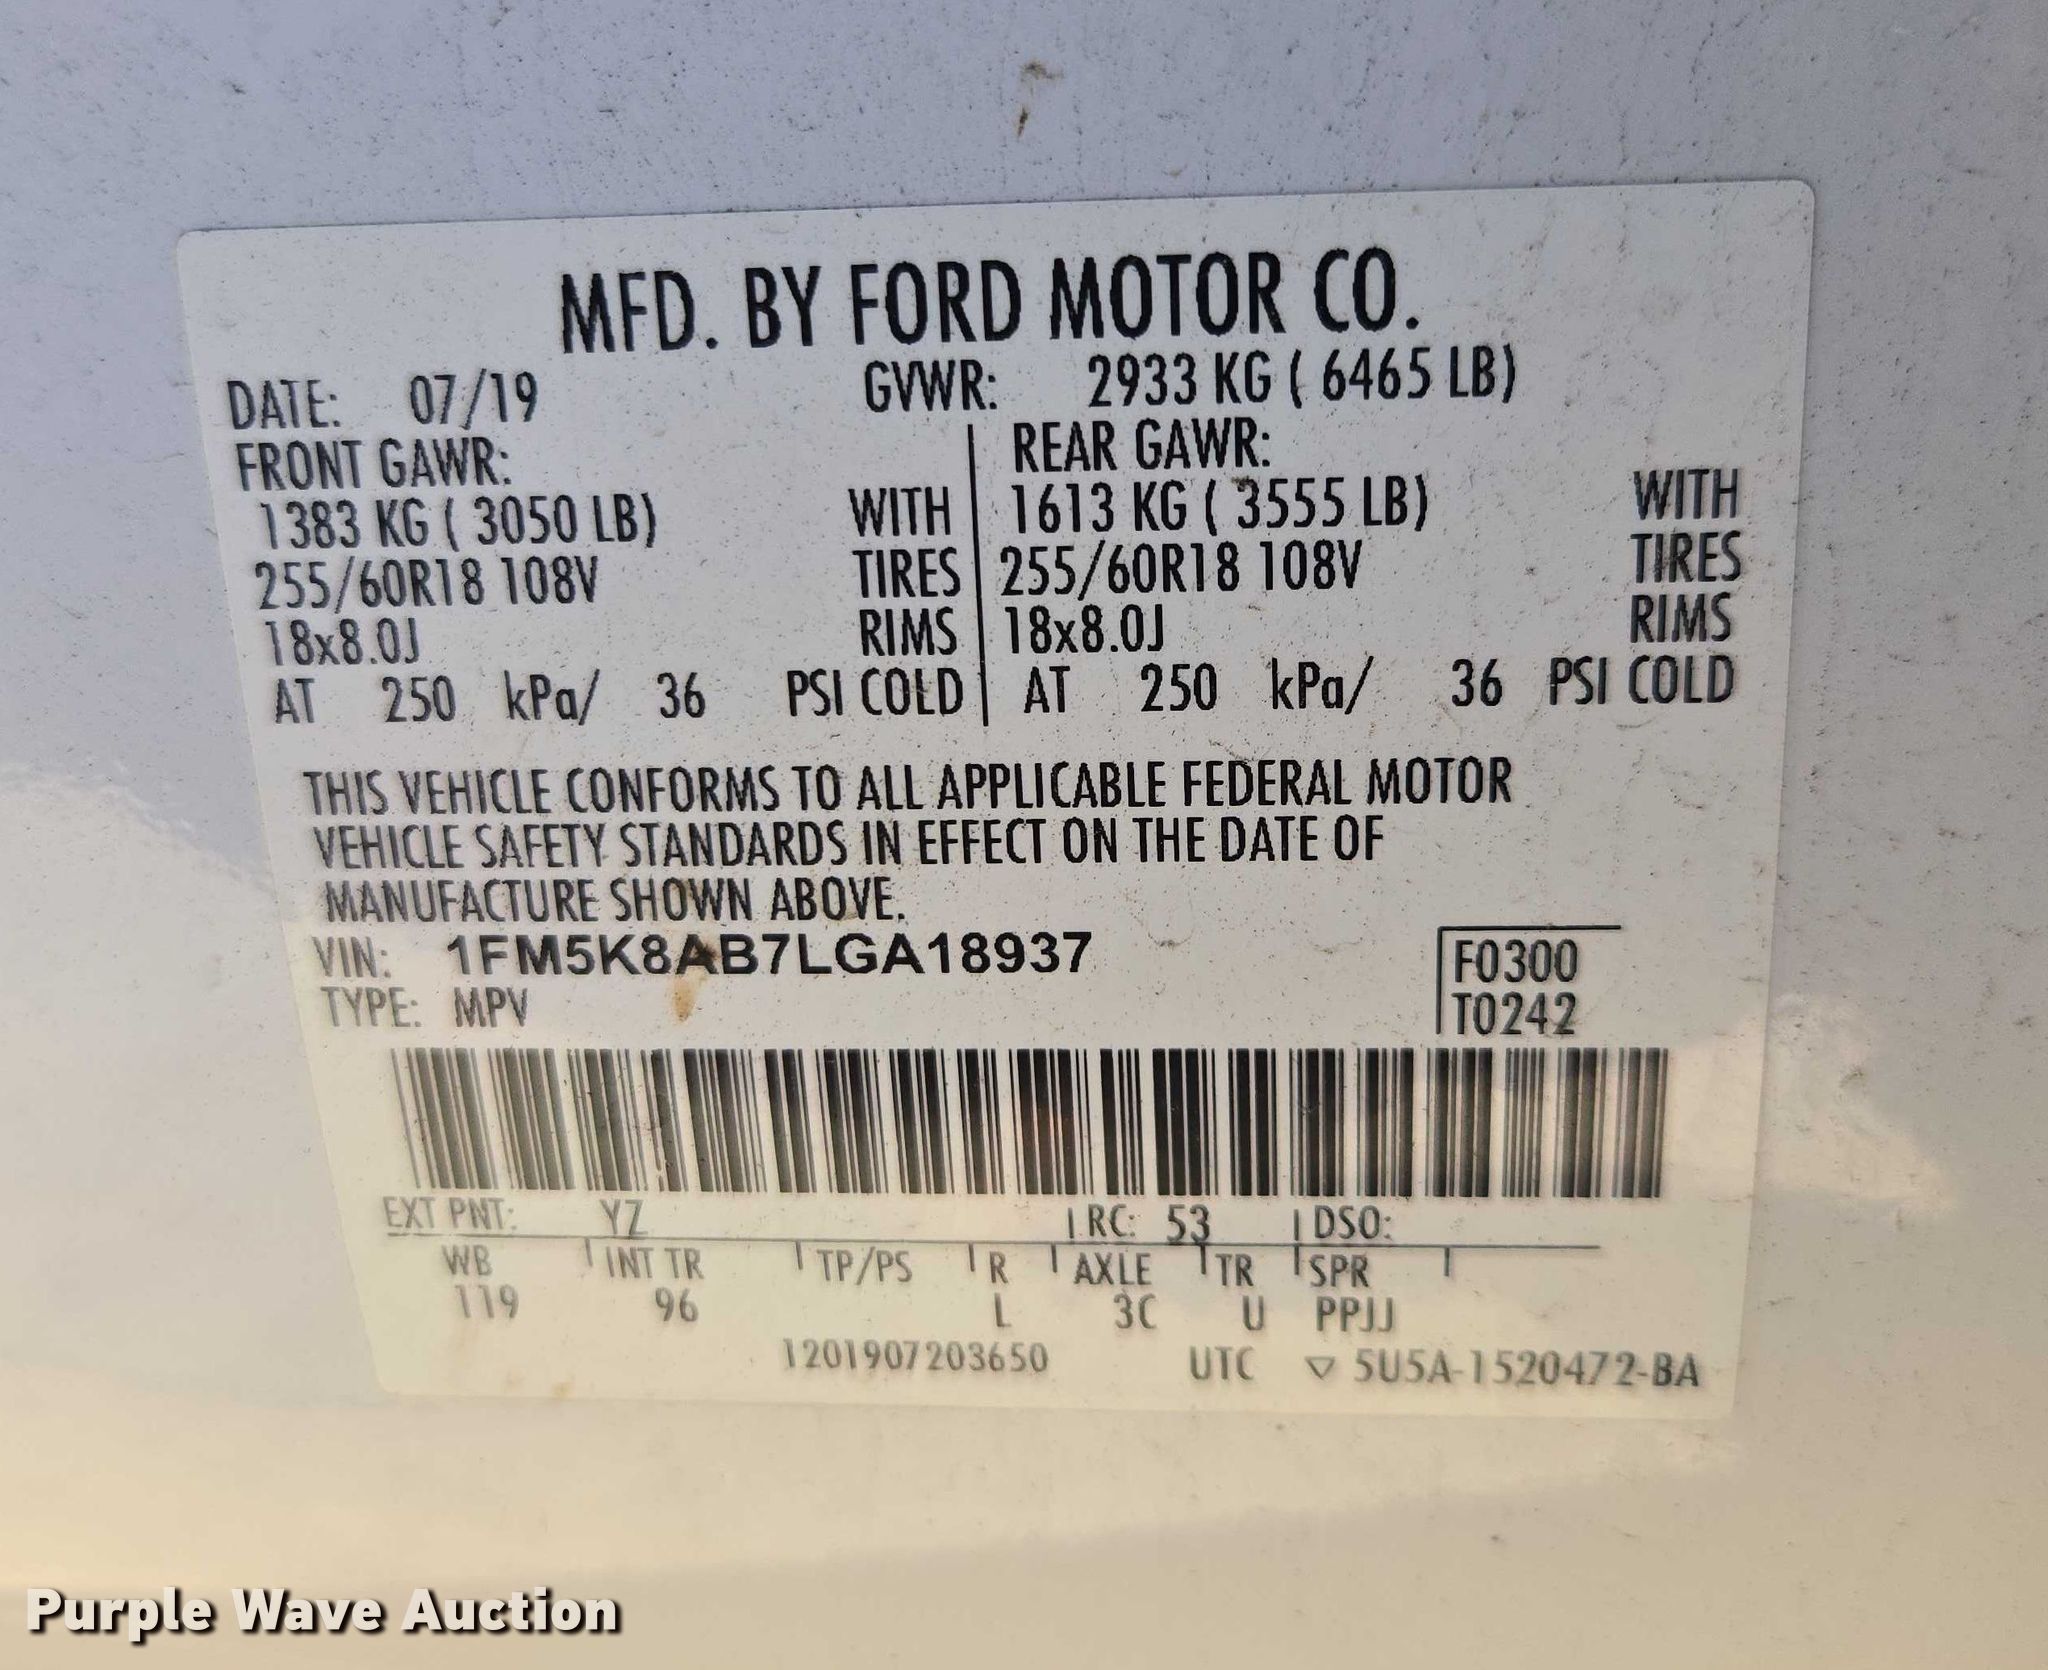 MFD. BY FORD MOTOR CO.
DATE: 07/19 GVWR: 2933 KG ( 6465 LB)
FRONT GAWR: REAR GAWR:
1383 KG ( 3050 LB) WITH 1613 KG ( 3555 LB) WITH
255/60R18 108V TIRES 255/60R18 108V TIRES
18x8.0J RIMS 18x8.0J RIMS
AT 250 kPa/ 36 PSI COLD AT 250 kPa/ 36 PSI COLD
THIS VEHICLE CONFORMS TO ALL APPLICABLE FEDERAL MOTOR
VEHICLE SAFETY STANDARDS IN EFFECT ON THE DATE OF
MANUFACTURE SHOWN ABOVE.
VIN: 1FM5K8AB7LGA18937 F0300
TYPE: MPV T0242
EXT PNT: YZ RC: 53 DSO:
WB INT TR TP/PS R AXLE TR SPR
119 96 L 3C U PPJJ
1201907203650 UTC ▽ 5U5A-1520472-BA
Purple Wave Auction